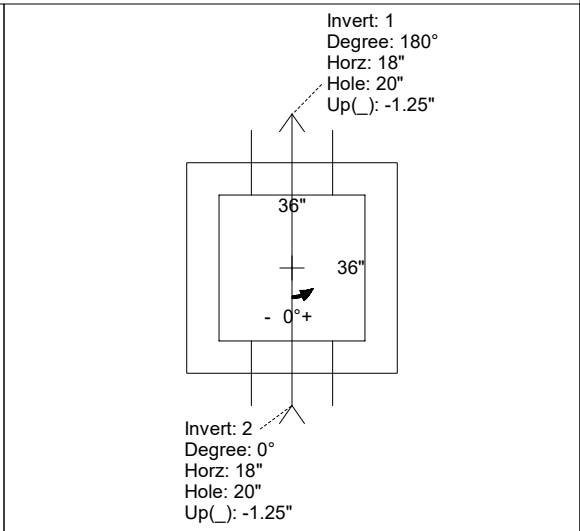 Invert: 1
Degree: 180°
Horz: 18"
Hole: 20"
Up(_): -1.25"
36"
36"
- 0°+
Invert: 2
Degree: 0°
Horz: 18"
Hole: 20"
Up(_): -1.25"